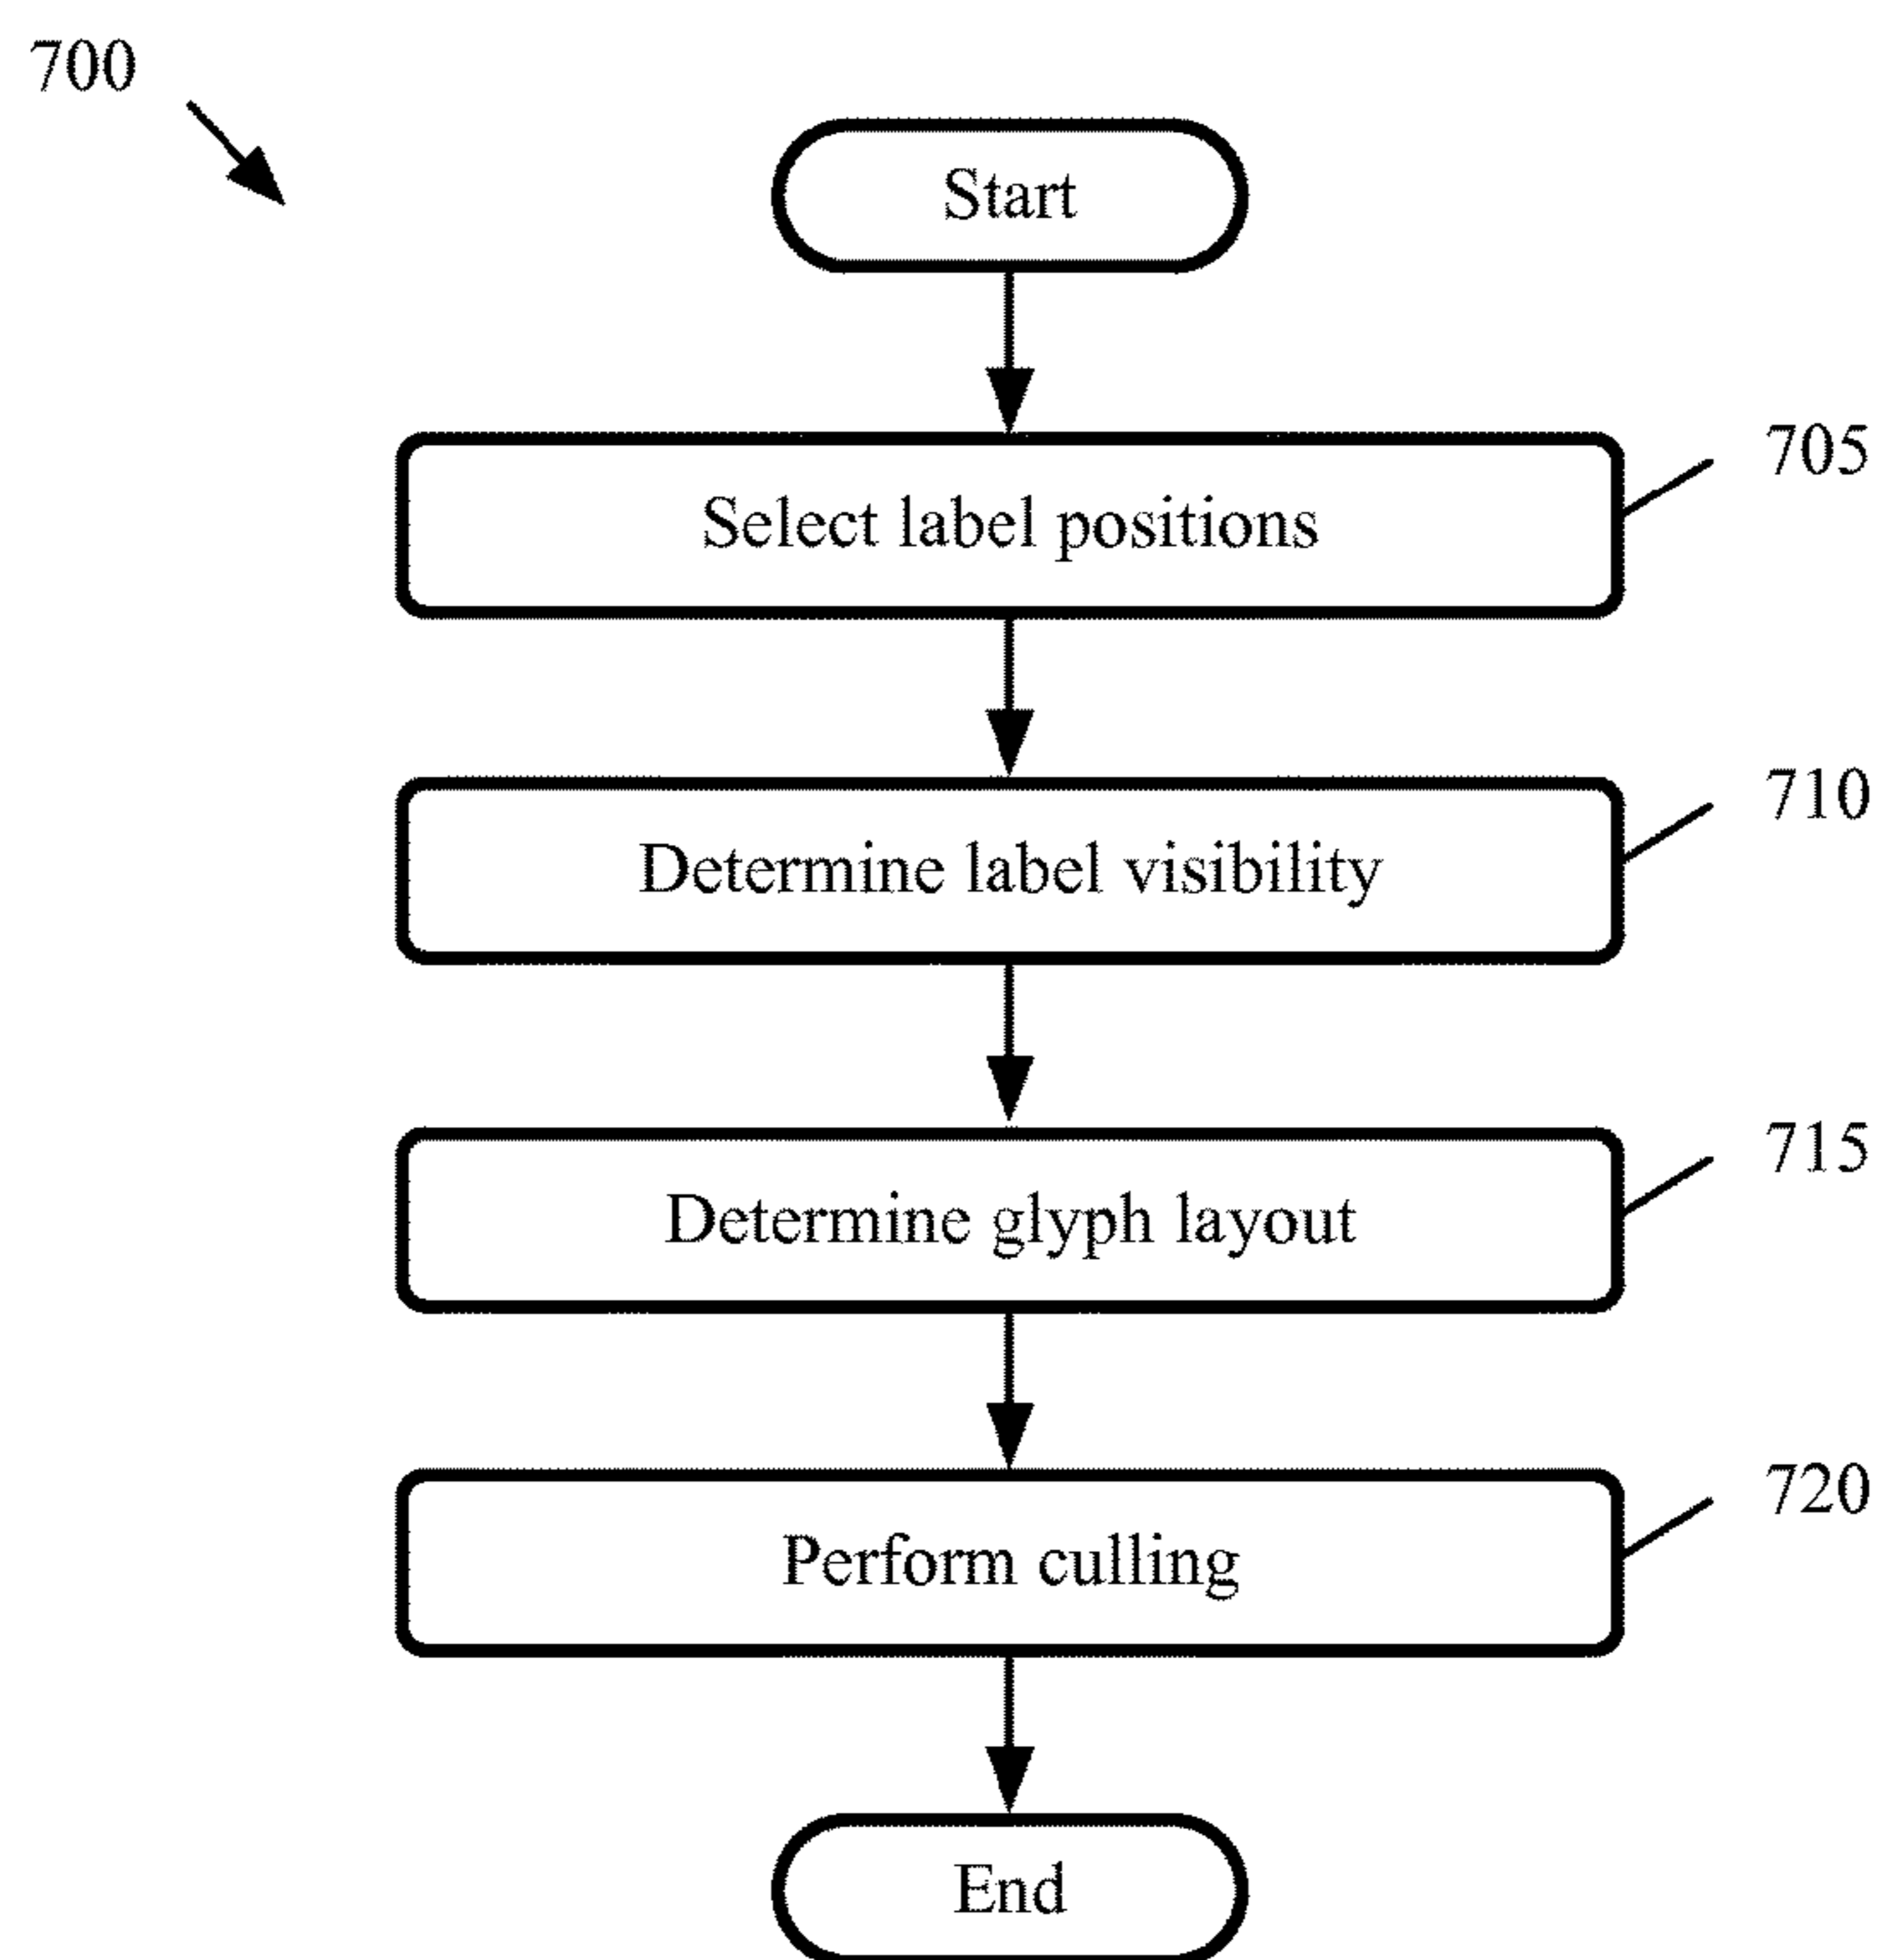 700
Start
705
Select label positions
710
Determine label visibility
715
Determine glyph layout
720
Perform culling
End